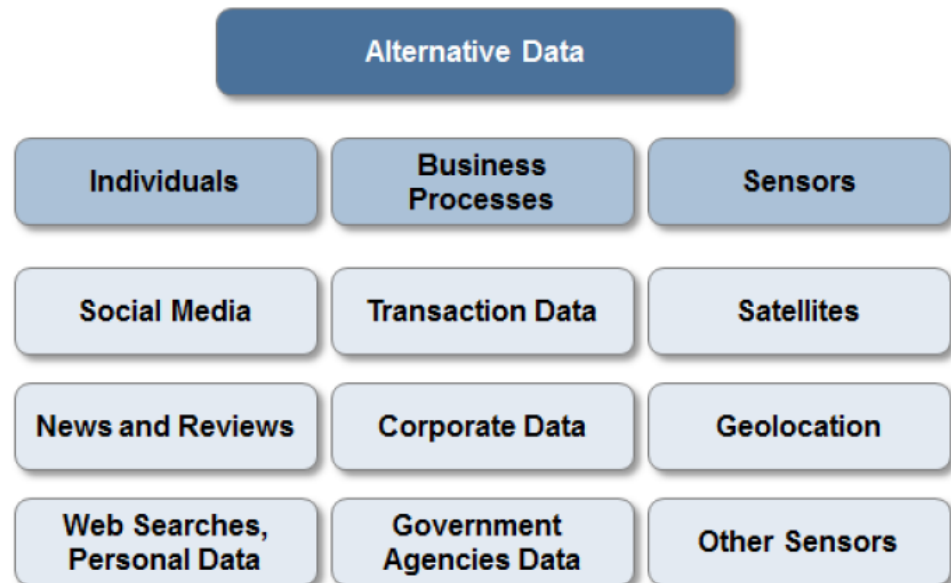 Alternative Data
Individuals
Business
Processes
Sensors
Social Media
Transaction Data
Satellites
News and Reviews
Corporate Data
Geolocation
Web Searches,
Personal Data
Government
Agencies Data
Other Sensors